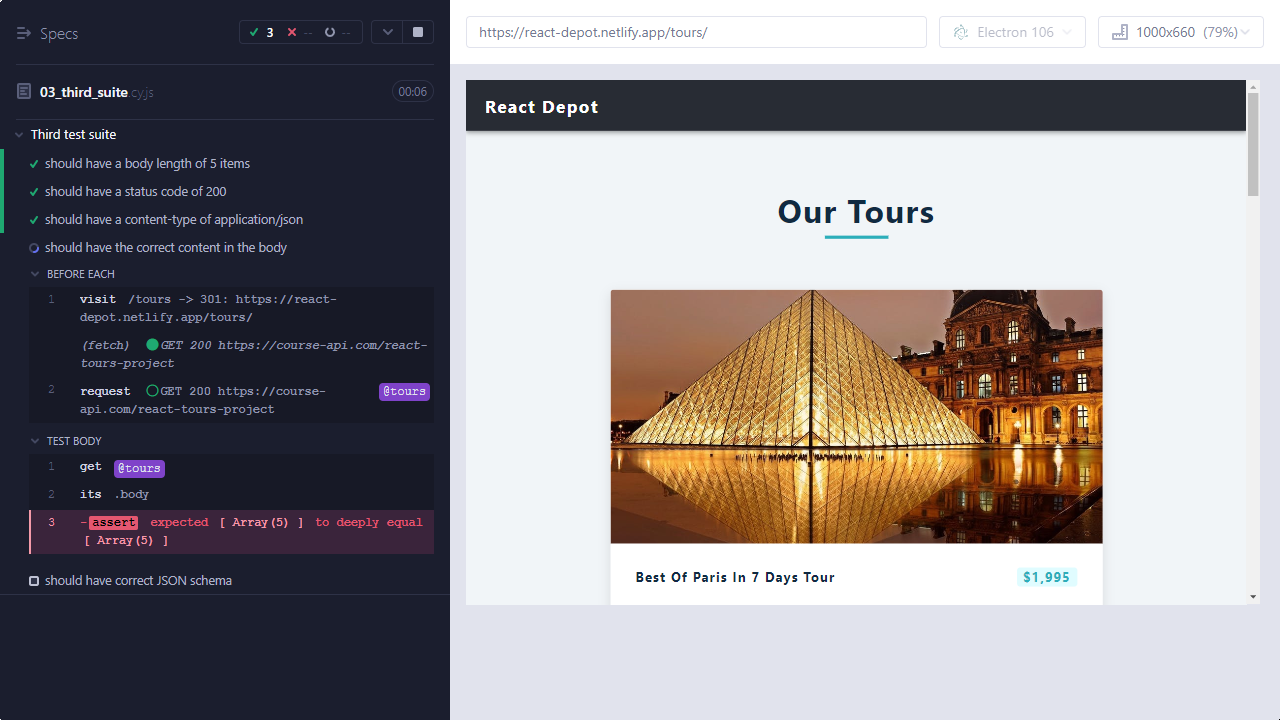 Specs
3 -- --
03_third_suite.cy.js
00:06
Third test suite
should have a body length of 5 items
should have a status code of 200
should have a content-type of application/json
should have the correct content in the body
BEFORE EACH
1 visit /tours -> 301: https://react-
depot.netlify.app/tours/
(fetch) GET 200 https://course-api.com/react-
tours-project
2 request GET 200 https://course- @tours
api.com/react-tours-project
TEST BODY
1 get @tours
2 its .body
3 -assert expected [ Array(5) ] to deeply equal
[ Array(5) ]
should have correct JSON schema
https://react-depot.netlify.app/tours/
Electron 106
1000x660 (79%)
React Depot
Our Tours
Best Of Paris In 7 Days Tour
$1,995